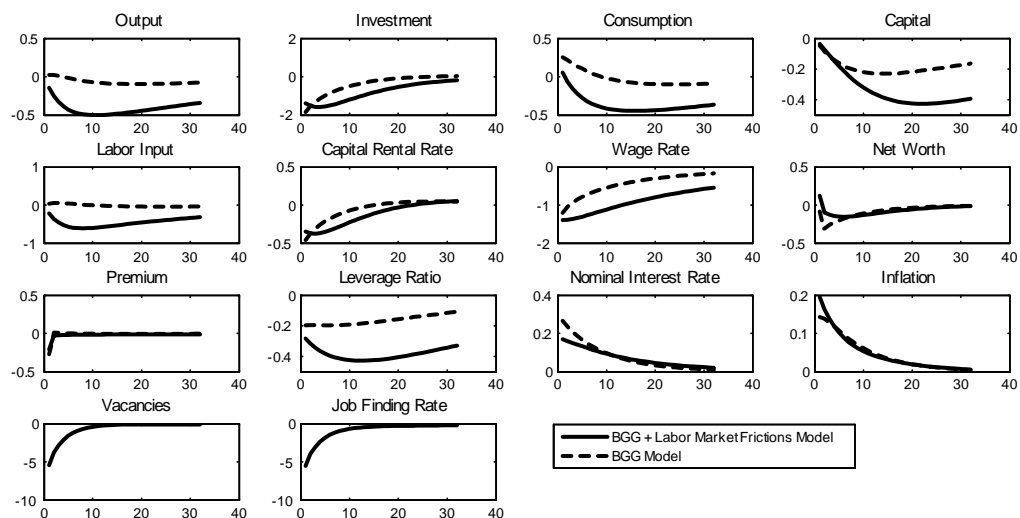 Output Investment Consumption Capital
0.5 2 0.5 0
0 0 0 -0.2
-0.4
-0.5 -2 -0.5
0 10 20 30 40 0 10 20 30 40 0 10 20 30 40 0 10 20 30 40
Labor Input Capital Rental Rate Wage Rate Net Worth
1 0.5 0 0.5
0 0 -1 0
-1 -0.5 -2 -0.5
0 10 20 30 40 0 10 20 30 40 0 10 20 30 40 0 10 20 30 40
Premium Leverage Ratio Nominal Interest Rate Inflation
0.5 0 0.4 0.2
0 -0.2 0.2 0.1
-0.4
-0.5 0 0
0 10 20 30 40 0 10 20 30 40 0 10 20 30 40 0 10 20 30 40
Vacancies Job Finding Rate
0 0
-5 -5
-10 -10
0 10 20 30 40 0 10 20 30 40
BGG + Labor Market Frictions Model
BGG Model